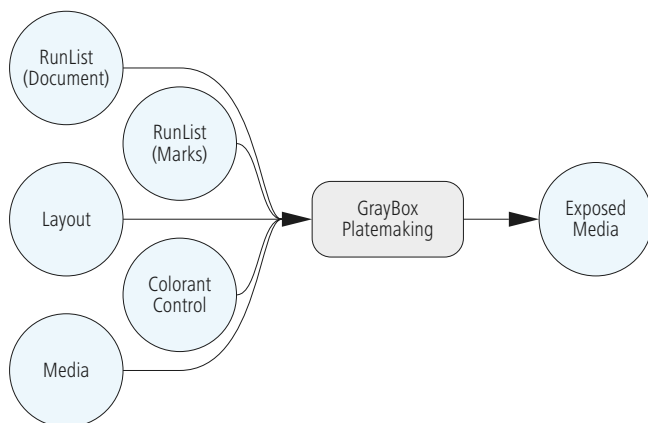 RunList
(Document)
RunList
(Marks)
Layout
Colorant
Control
Media
GrayBox
Platemaking
Exposed
Media